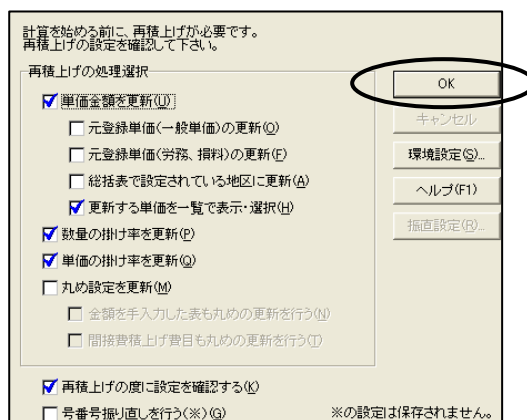 計算を始める前に、再積上げが必要です。
再積上げの設定を確認して下さい。
再積上げの処理選択
単価金額を更新(U)
元登録単価(一般単価)の更新(O)
元登録単価(労務、損料)の更新(F)
総括表で設定されている地区に更新(A)
更新する単価を一覧で表示・選択(H)
数量の掛け率を更新(P)
単価の掛け率を更新(Q)
丸め設定を更新(M)
金額を手入力した表も丸めの更新を行う(N)
間接費積上げ費目も丸めの更新を行う(T)
再積上げの度に設定を確認する(K)
号番号振り直しを行う(※)(G)
※の設定は保存されません。
OK
キャンセル
環境設定(S)...
ヘルプ(F1)
振直設定(R)...